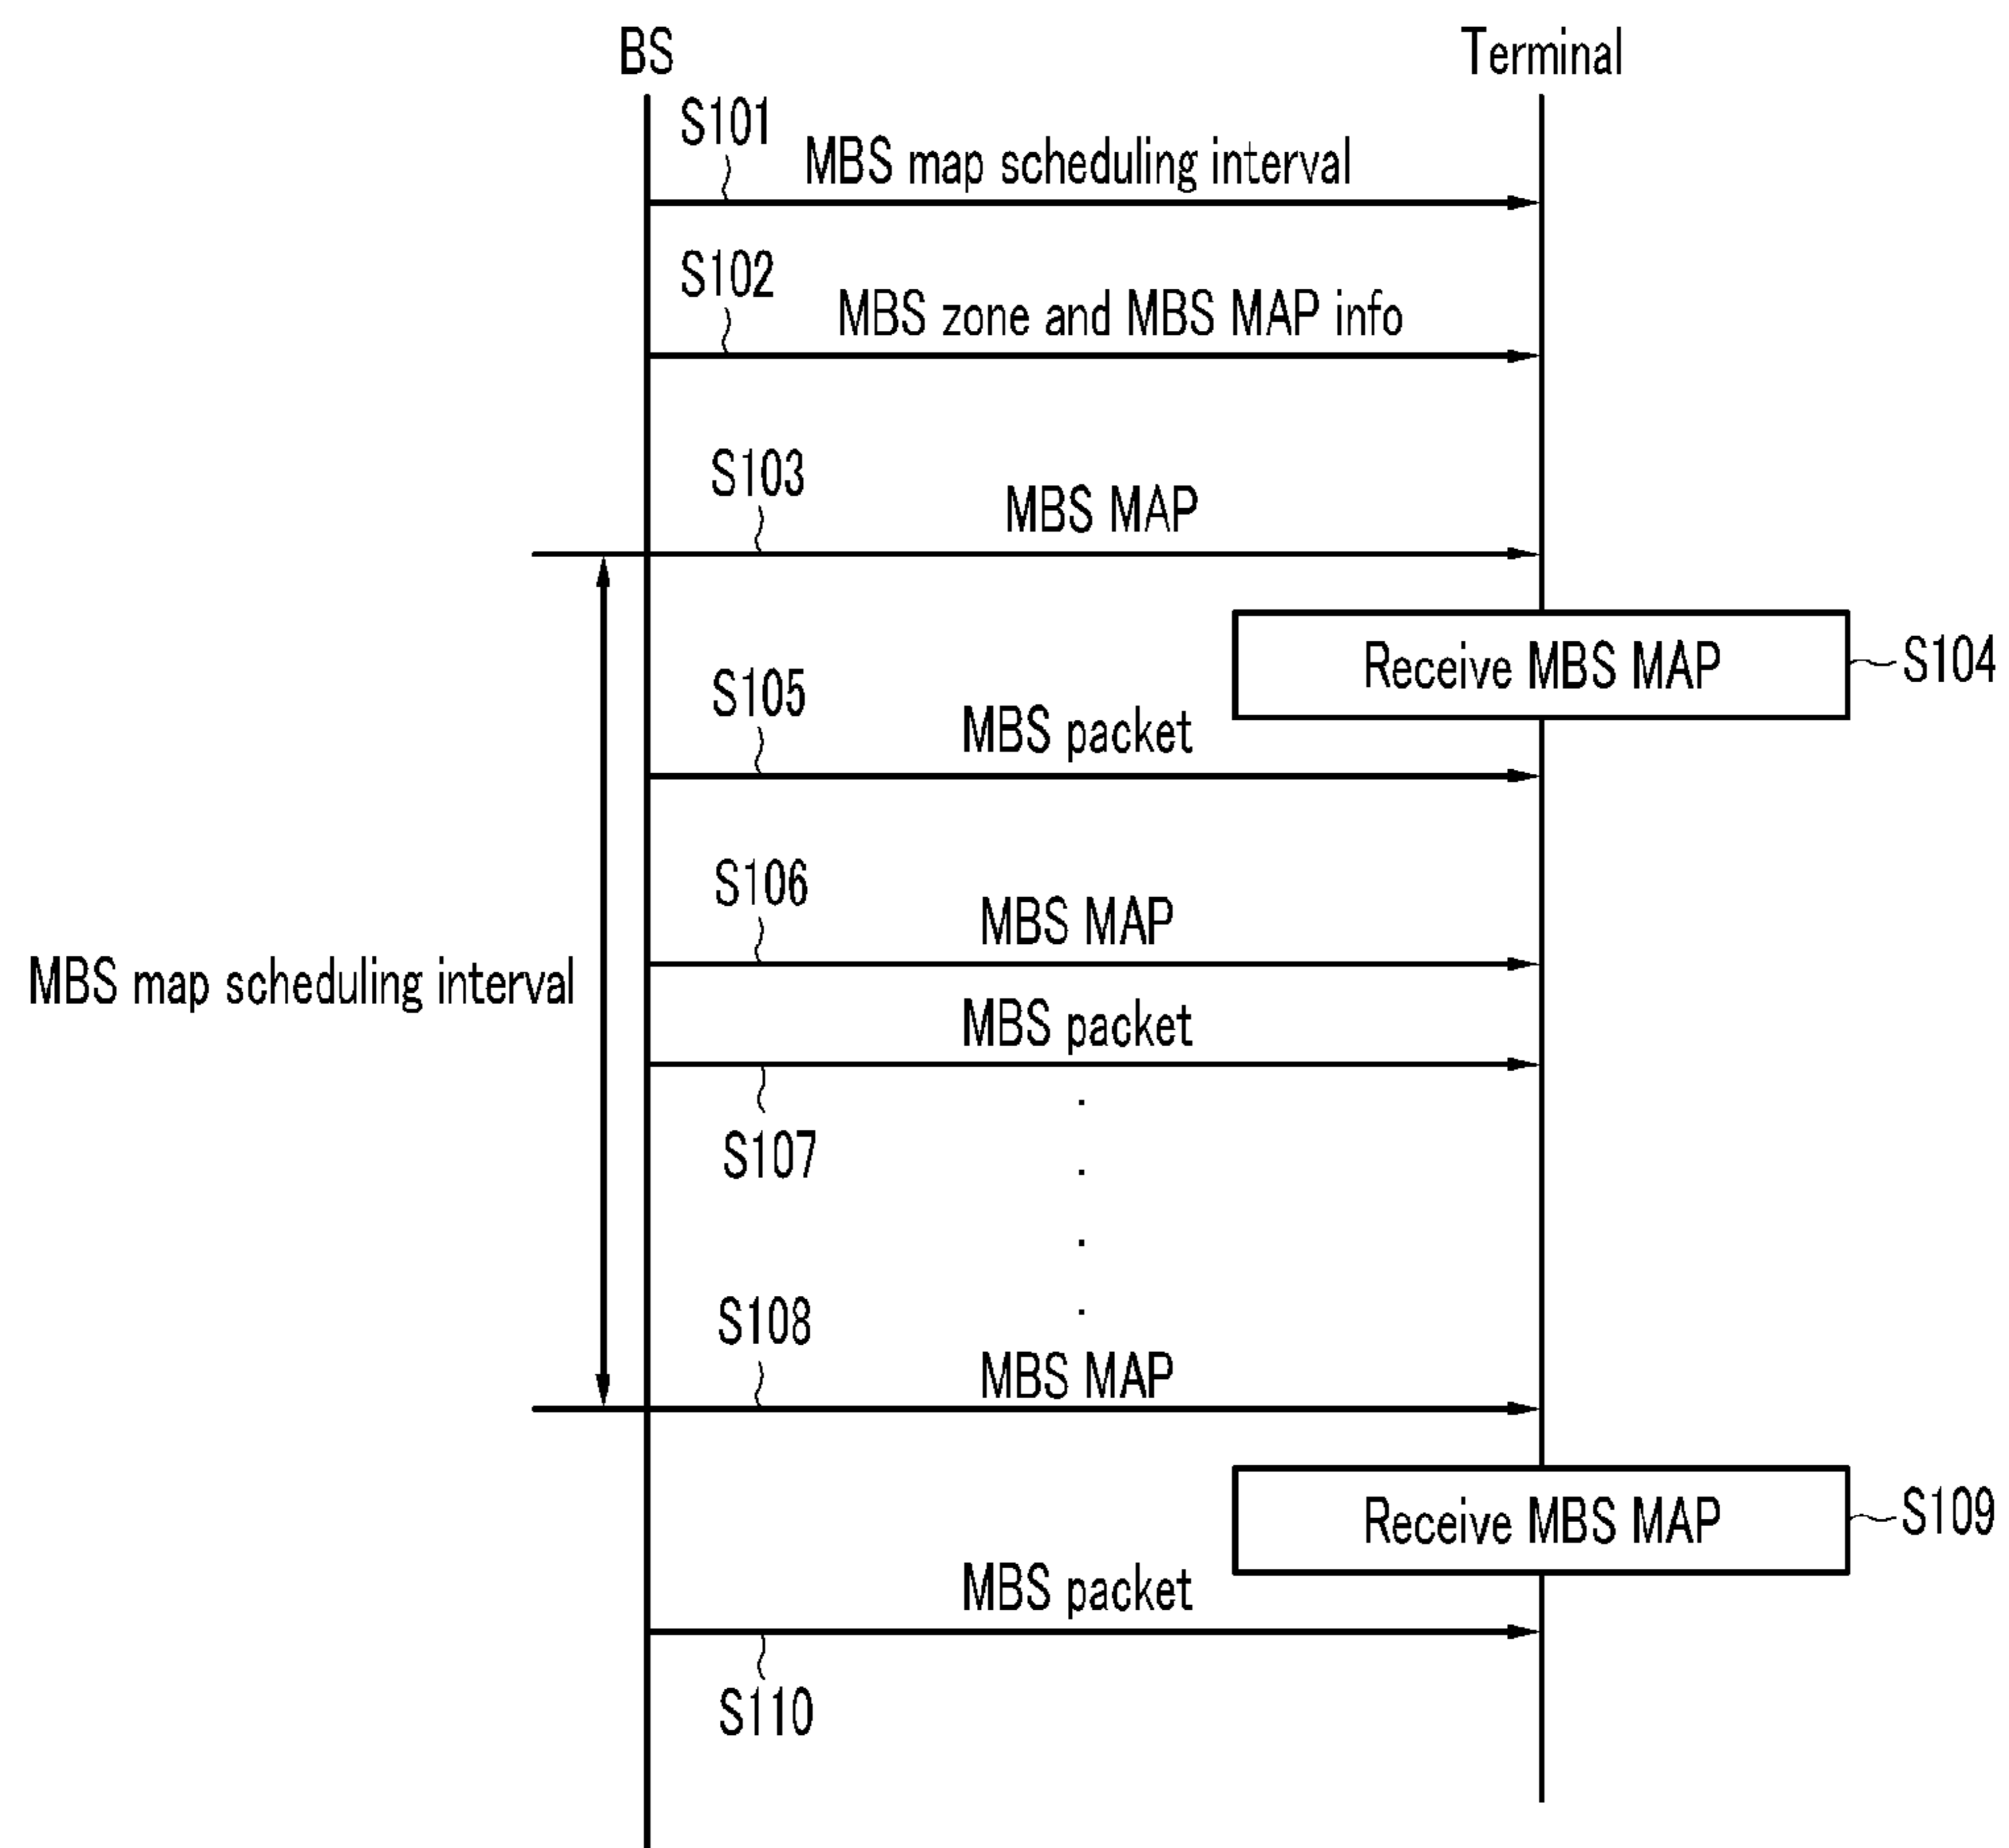 BS
Terminal
S101
MBS map scheduling interval
S102
MBS zone and MBS MAP info
S103
MBS MAP
Receive MBS MAP
S104
S105
MBS packet
S106
MBS MAP
MBS map scheduling interval
MBS packet
S107
S108
MBS MAP
Receive MBS MAP
S109
MBS packet
S110